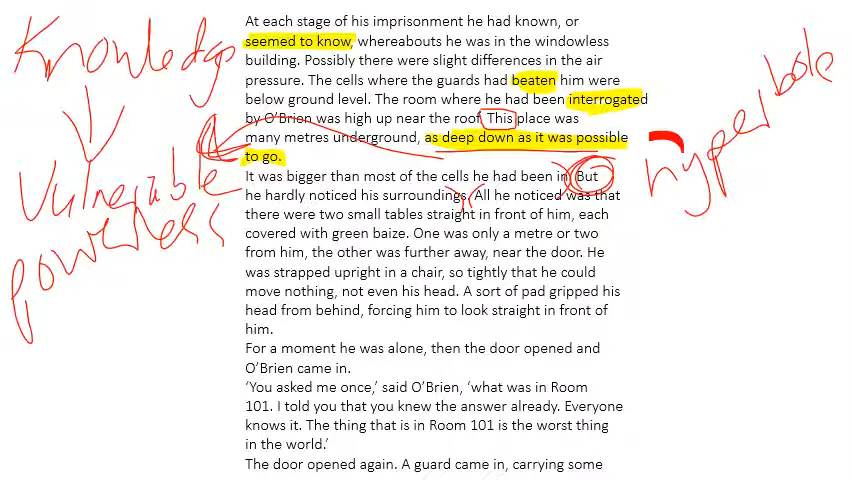 At each stage of his imprisonment he had known, or
seemed to know, whereabouts he was in the windowless
building. Possibly there were slight differences in the air
pressure. The cells where the guards had beaten him were
below ground level. The room where he had been interrogated
by O'Brien was high up near the roof. This place was
many metres underground, as deep down as it was possible
to go.
It was bigger than most of the cells he had been in. But
he hardly noticed his surroundings. All he noticed was that
there were two small tables straight in front of him, each
covered with green baize. One was only a metre or two
from him, the other was further away, near the door. He
was strapped upright in a chair, so tightly that he could
move nothing, not even his head. A sort of pad gripped his
head from behind, forcing him to look straight in front of
him.
For a moment he was alone, then the door opened and
O'Brien came in.
'You asked me once,' said O'Brien, 'what was in Room
101. I told you that you knew the answer already. Everyone
knows it. The thing that is in Room 101 is the worst thing
in the world.'
The door opened again. A guard came in, carrying some
Knowledge
Vulnerable
powerless
hyperbole